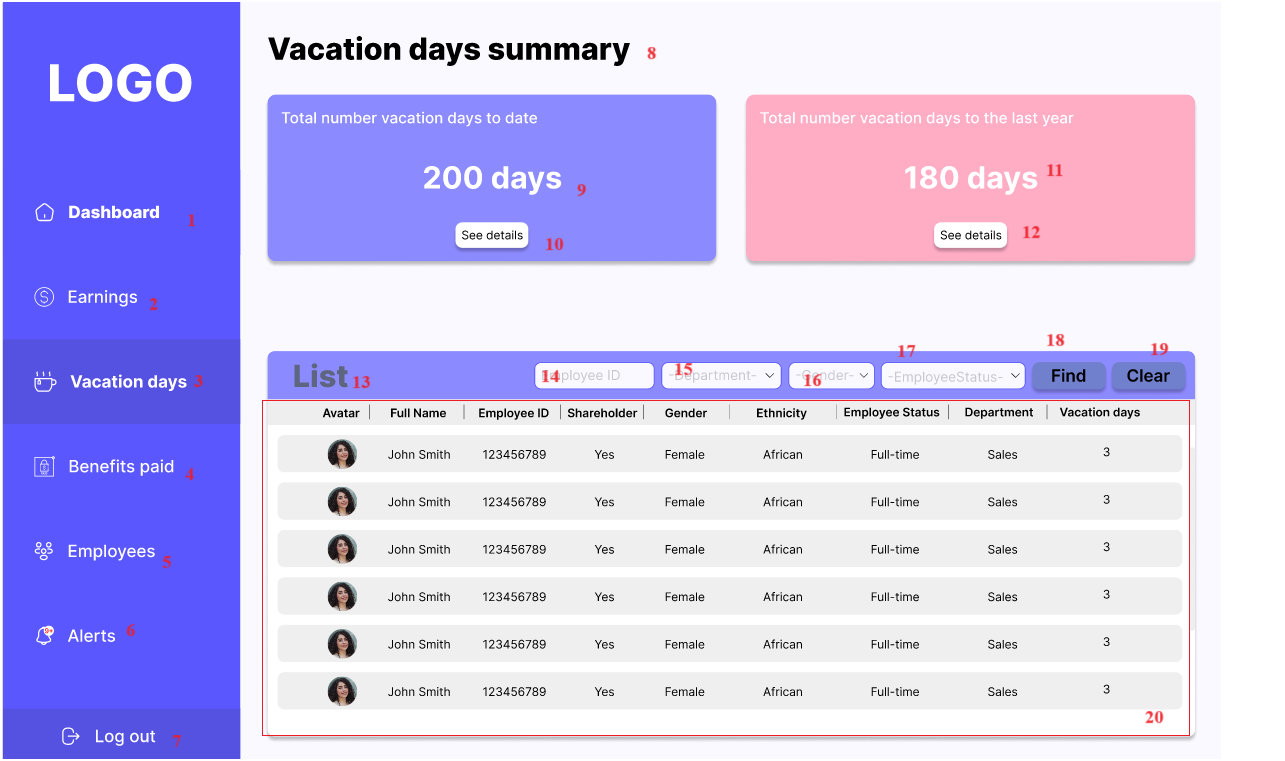 LOGO
Dashboard 1
Earnings 2
Vacation days 3
Benefits paid 4
Employees 5
9+
Alerts 6
Log out 7
Vacation days summary 8
Total number vacation days to date
200 days 9
See details 10
Total number vacation days to the last year
180 days 11
See details 12
List 13
Employee ID 14
-Department- 15
-Gender- 16
-EmployeeStatus- 17
Find 18
Clear 19
Avatar Full Name Employee ID Shareholder Gender Ethnicity Employee Status Department Vacation days
John Smith 123456789 Yes Female African Full-time Sales 3
John Smith 123456789 Yes Female African Full-time Sales 3
John Smith 123456789 Yes Female African Full-time Sales 3
John Smith 123456789 Yes Female African Full-time Sales 3
John Smith 123456789 Yes Female African Full-time Sales 3
John Smith 123456789 Yes Female African Full-time Sales 3
20